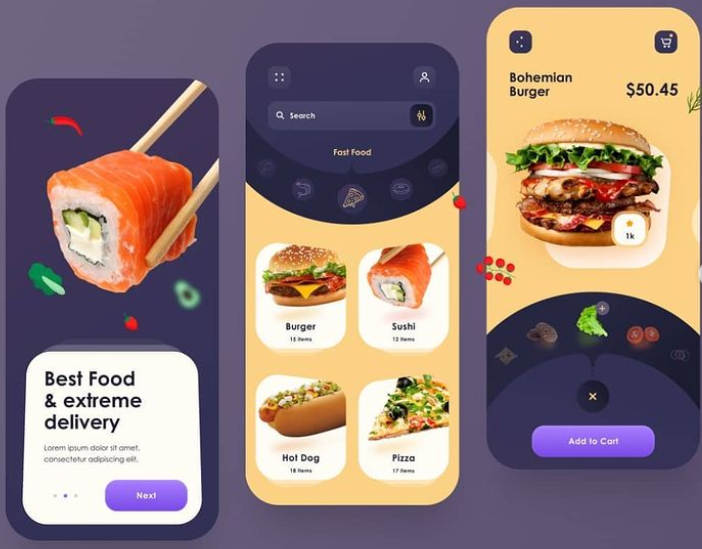 Best Food
& extreme
delivery
Lorem ipsum dolor sit amet,
consectetur adipiscing elit.
Next
Search
Fast Food
Burger
15 Items
Sushi
12 Items
Hot Dog
18 Items
Pizza
17 Items
Bohemian
Burger
$50.45
1k
Add to Cart